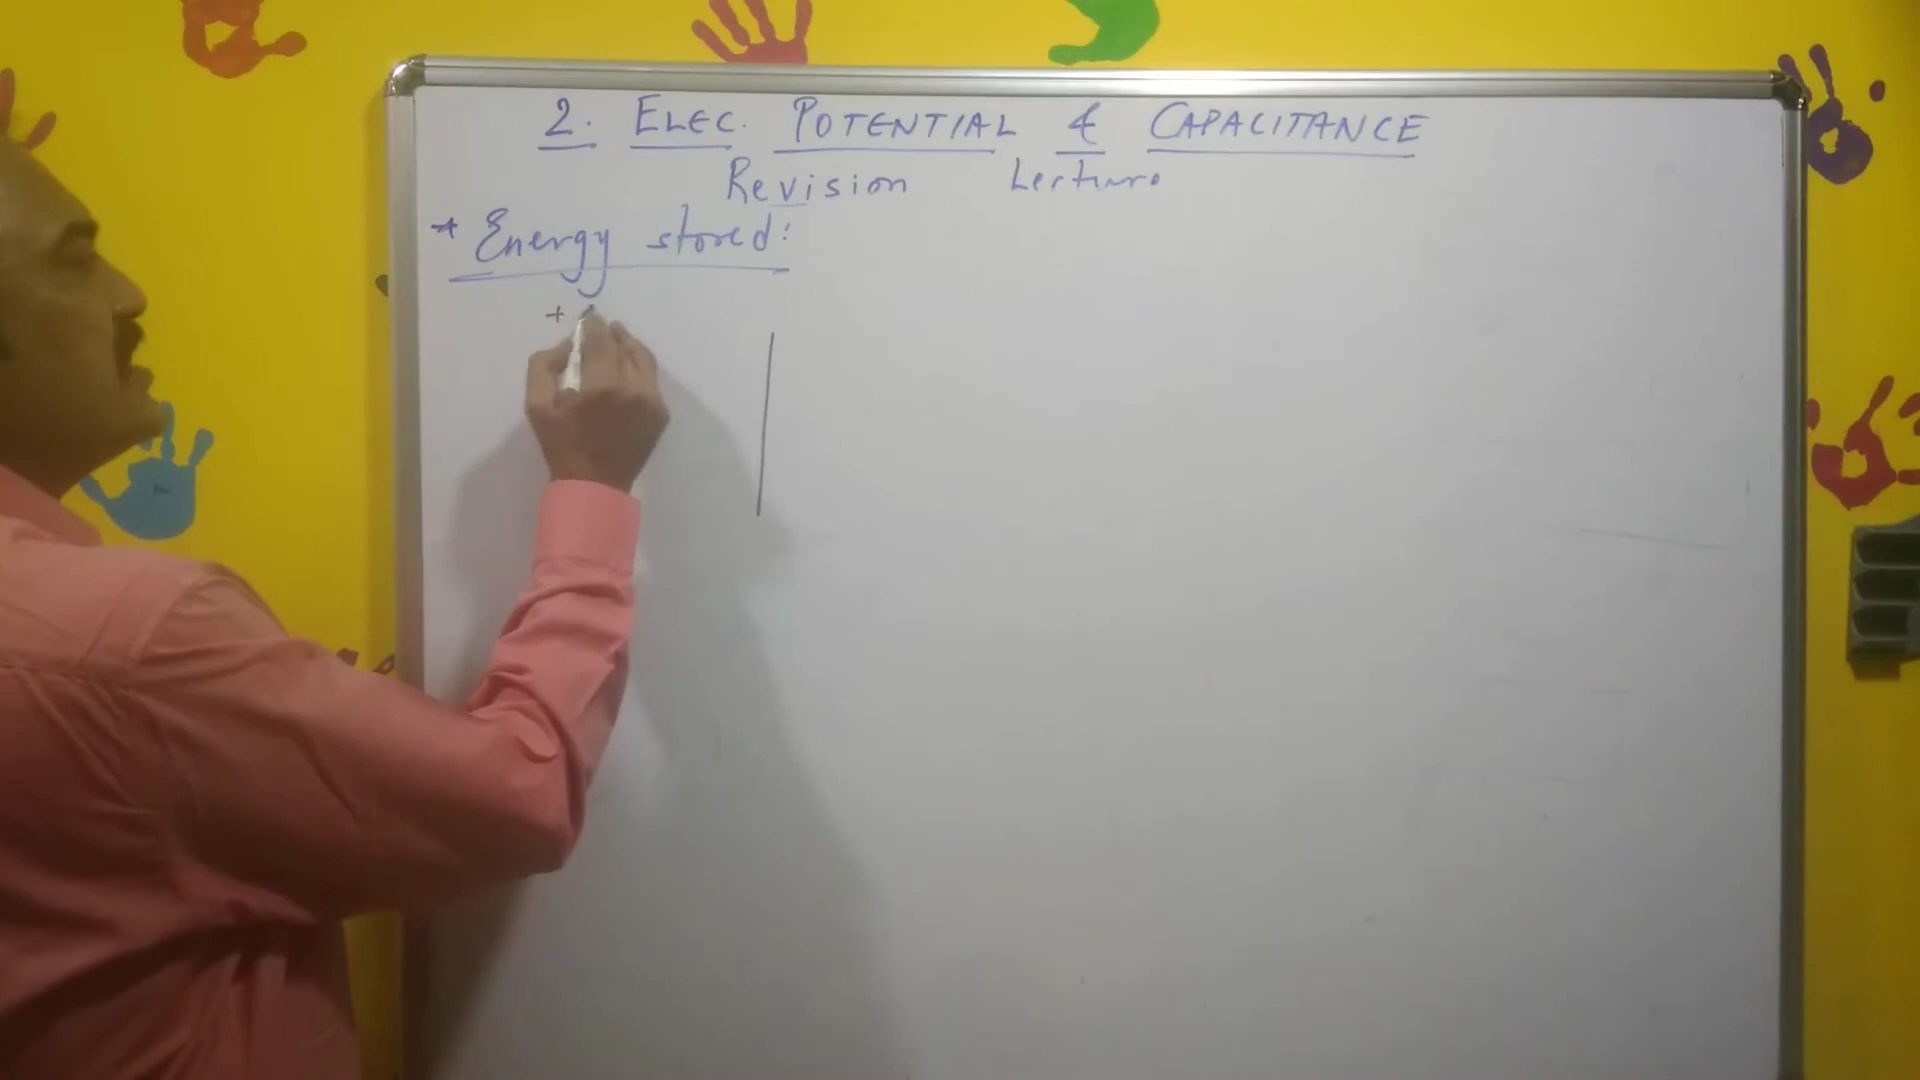 2. ELEC. POTENTIAL & CAPACITANCE
Revision Lecture
* Energy stored:
+